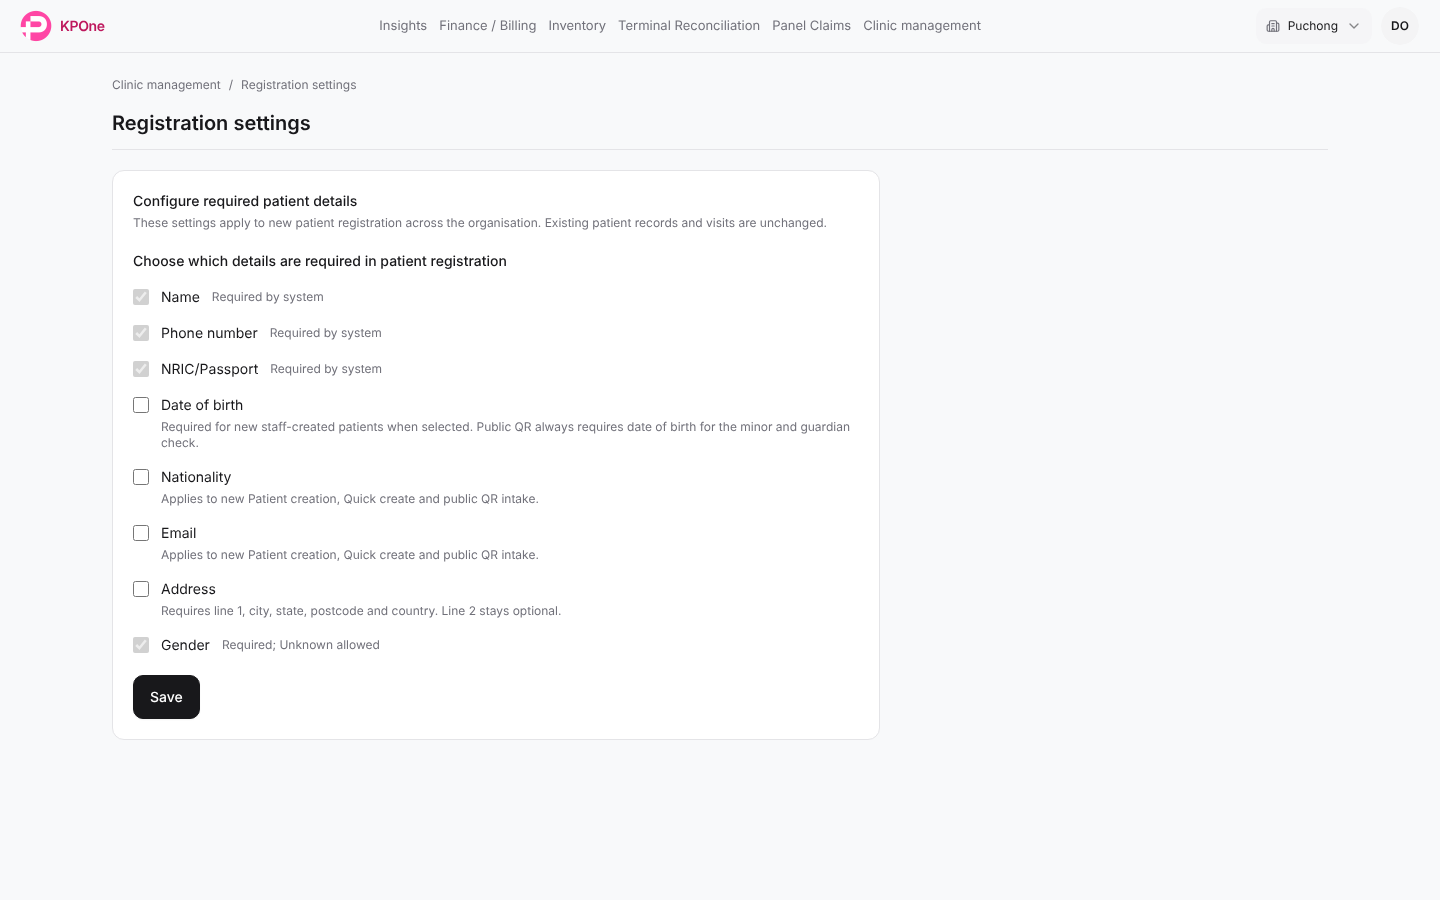 KPOne
Insights Finance / Billing Inventory Terminal Reconciliation Panel Claims Clinic management
Puchong
DO
Clinic management / Registration settings
Registration settings
Configure required patient details
These settings apply to new patient registration across the organisation. Existing patient records and visits are unchanged.
Choose which details are required in patient registration
Name Required by system
Phone number Required by system
NRIC/Passport Required by system
Date of birth
Required for new staff-created patients when selected. Public QR always requires date of birth for the minor and guardian
check.
Nationality
Applies to new Patient creation, Quick create and public QR intake.
Email
Applies to new Patient creation, Quick create and public QR intake.
Address
Requires line 1, city, state, postcode and country. Line 2 stays optional.
Gender Required; Unknown allowed
Save